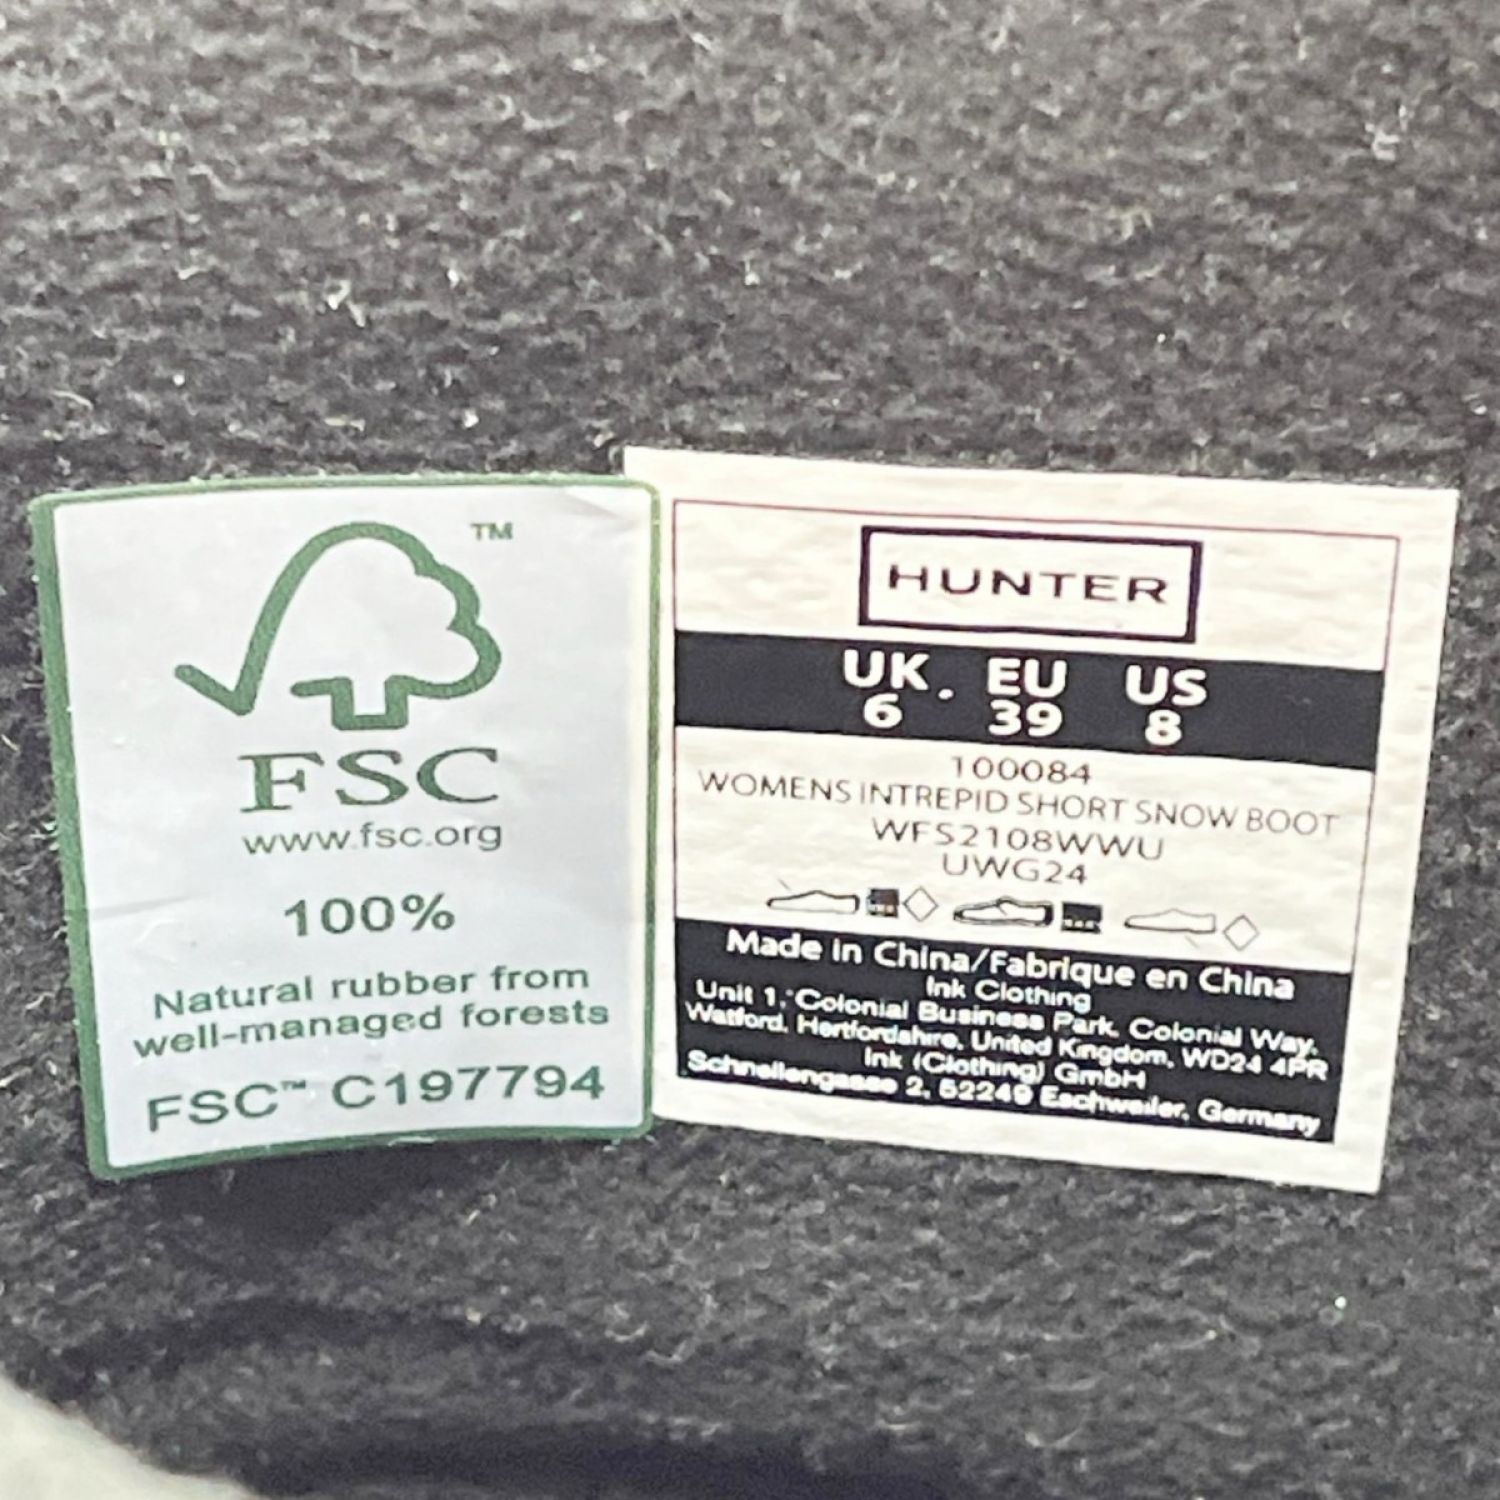 TM
FSC
www.fsc.org
100%
Natural rubber from
well-managed forests
FSC™ C197794
HUNTER
UK. EU US
6 39 8
100084
WOMENS INTREPID SHORT SNOW BOOT
WFS2108WWU
UWG24
Made in China/Fabrique en China
Ink Clothing
Unit 1, Colonial Business Park, Colonial Way,
Watford, Hertfordshire, United Kingdom, WD24 4PR
Ink (Clothing) GmbH
Schnellengasse 2, 52249 Eschweiler, Germany